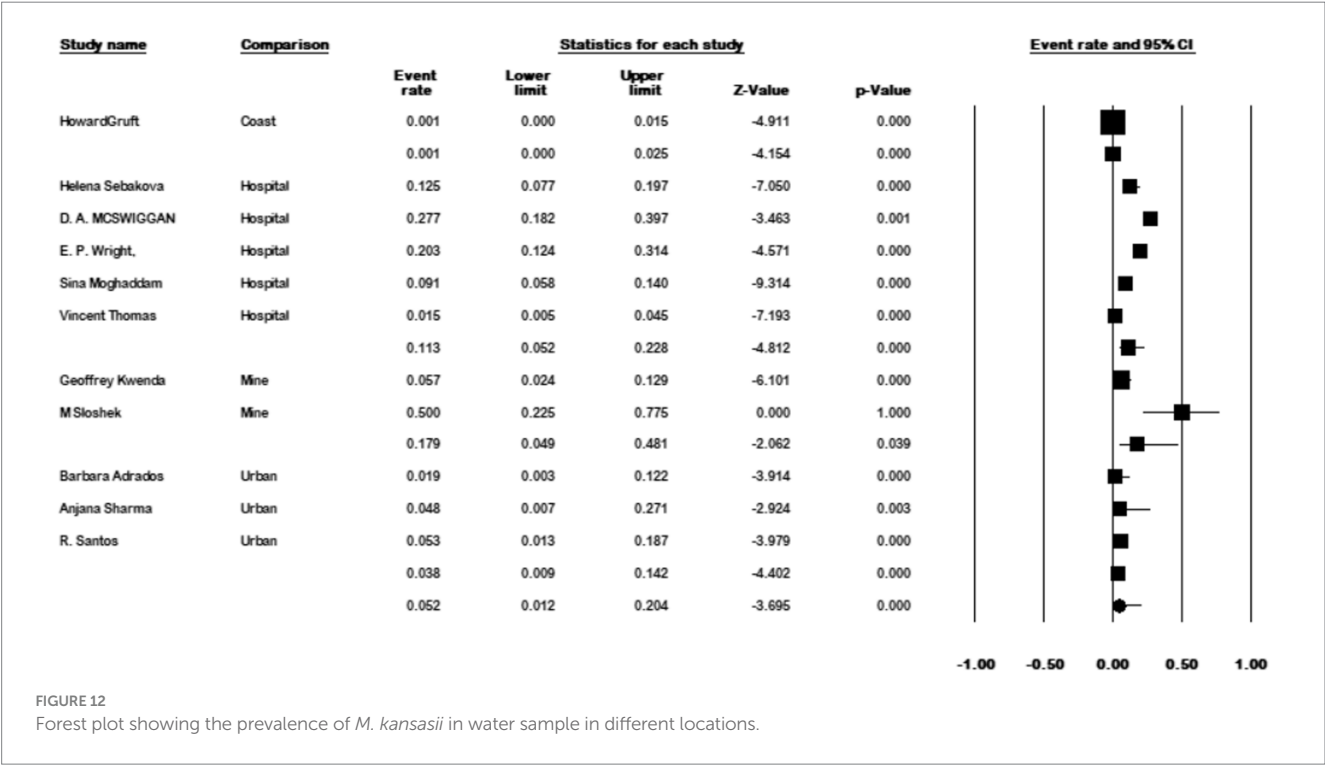 Study name Comparison Statistics for each study Event rate and 95% CI
Event rate Lower limit Upper limit Z-Value p-Value
HowardGruft Coast 0.001 0.000 0.015 -4.911 0.000
0.001 0.000 0.025 -4.154 0.000
Helena Sebakova Hospital 0.125 0.077 0.197 -7.050 0.000
D. A. MCSWIGGAN Hospital 0.277 0.182 0.397 -3.463 0.001
E. P. Wright, Hospital 0.203 0.124 0.314 -4.571 0.000
Sina Moghaddam Hospital 0.091 0.058 0.140 -9.314 0.000
Vincent Thomas Hospital 0.015 0.005 0.045 -7.193 0.000
0.113 0.052 0.228 -4.812 0.000
Geoffrey Kwenda Mine 0.057 0.024 0.129 -6.101 0.000
M Sloshek Mine 0.500 0.225 0.775 0.000 1.000
0.179 0.049 0.481 -2.062 0.039
Barbara Adrados Urban 0.019 0.003 0.122 -3.914 0.000
Anjana Sharma Urban 0.048 0.007 0.271 -2.924 0.003
R. Santos Urban 0.053 0.013 0.187 -3.979 0.000
0.038 0.009 0.142 -4.402 0.000
0.052 0.012 0.204 -3.695 0.000
-1.00 -0.50 0.00 0.50 1.00
FIGURE 12
Forest plot showing the prevalence of M. kansasii in water sample in different locations.